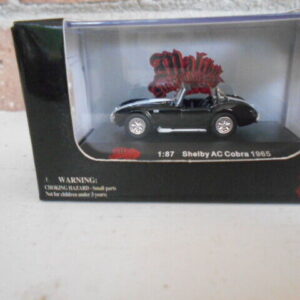 1:87 Shelby AC Cobra 1965
WARNING:
CHOKING HAZARD - Small parts
Not for children under 3 years.